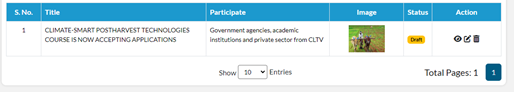 S. No. Title Participate Image Status Action
1 CLIMATE-SMART POSTHARVEST TECHNOLOGIES Government agencies, academic
COURSE IS NOW ACCEPTING APPLICATIONS institutions and private sector from CLTV
Draft
Show 10 Entries Total Pages: 1 1